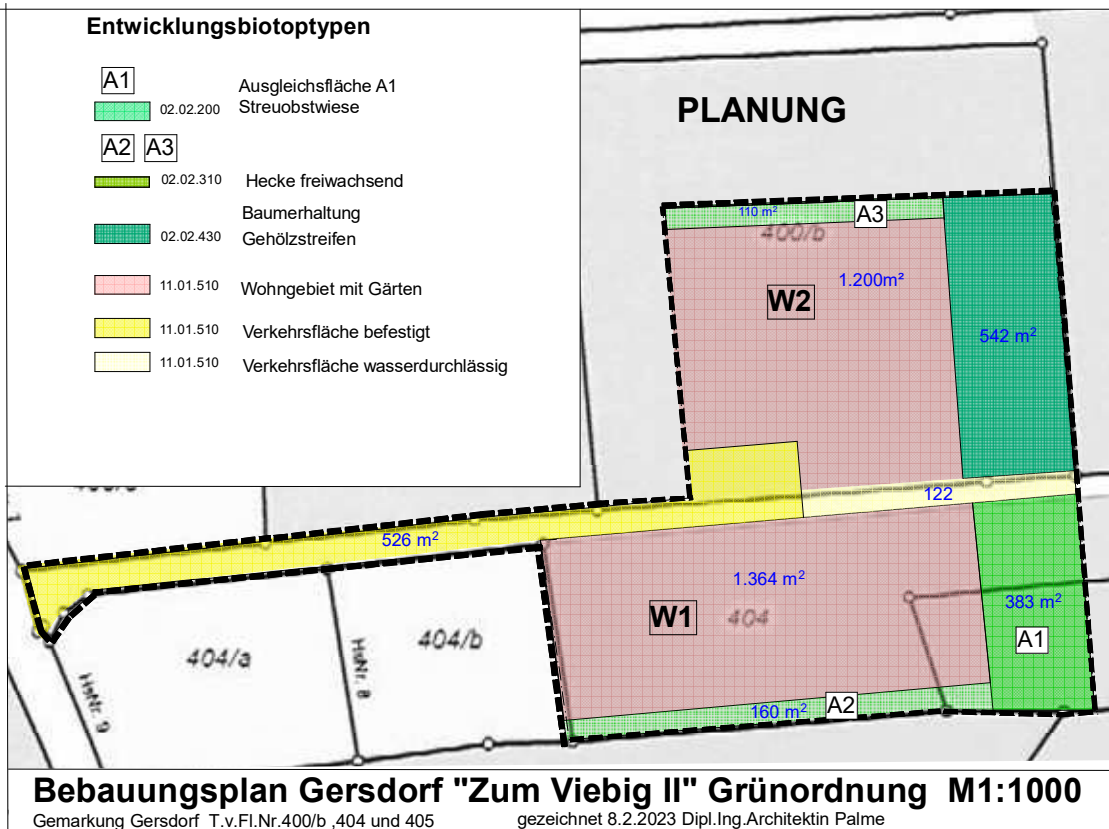 Entwicklungsbiotoptypen
A1
Ausgleichsfläche A1
02.02.200 Streuobstwiese
A2 A3
02.02.310 Hecke freiwachsend
Baumerhaltung
02.02.430 Gehölzstreifen
11.01.510 Wohngebiet mit Gärten
11.01.510 Verkehrsfläche befestigt
11.01.510 Verkehrsfläche wasserdurchlässig
PLANUNG
110 m²
A3
400/b
1.200m²
W2
542 m²
122
526 m²
1.364 m²
W1
404
383 m²
A1
404/a
404/b
HsNr. 9
HsNr. 8
160 m²
A2
Bebauungsplan Gersdorf "Zum Viebig II" Grünordnung M1:1000
Gemarkung Gersdorf T.v.Fl.Nr.400/b ,404 und 405 gezeichnet 8.2.2023 Dipl.Ing.Architektin Palme